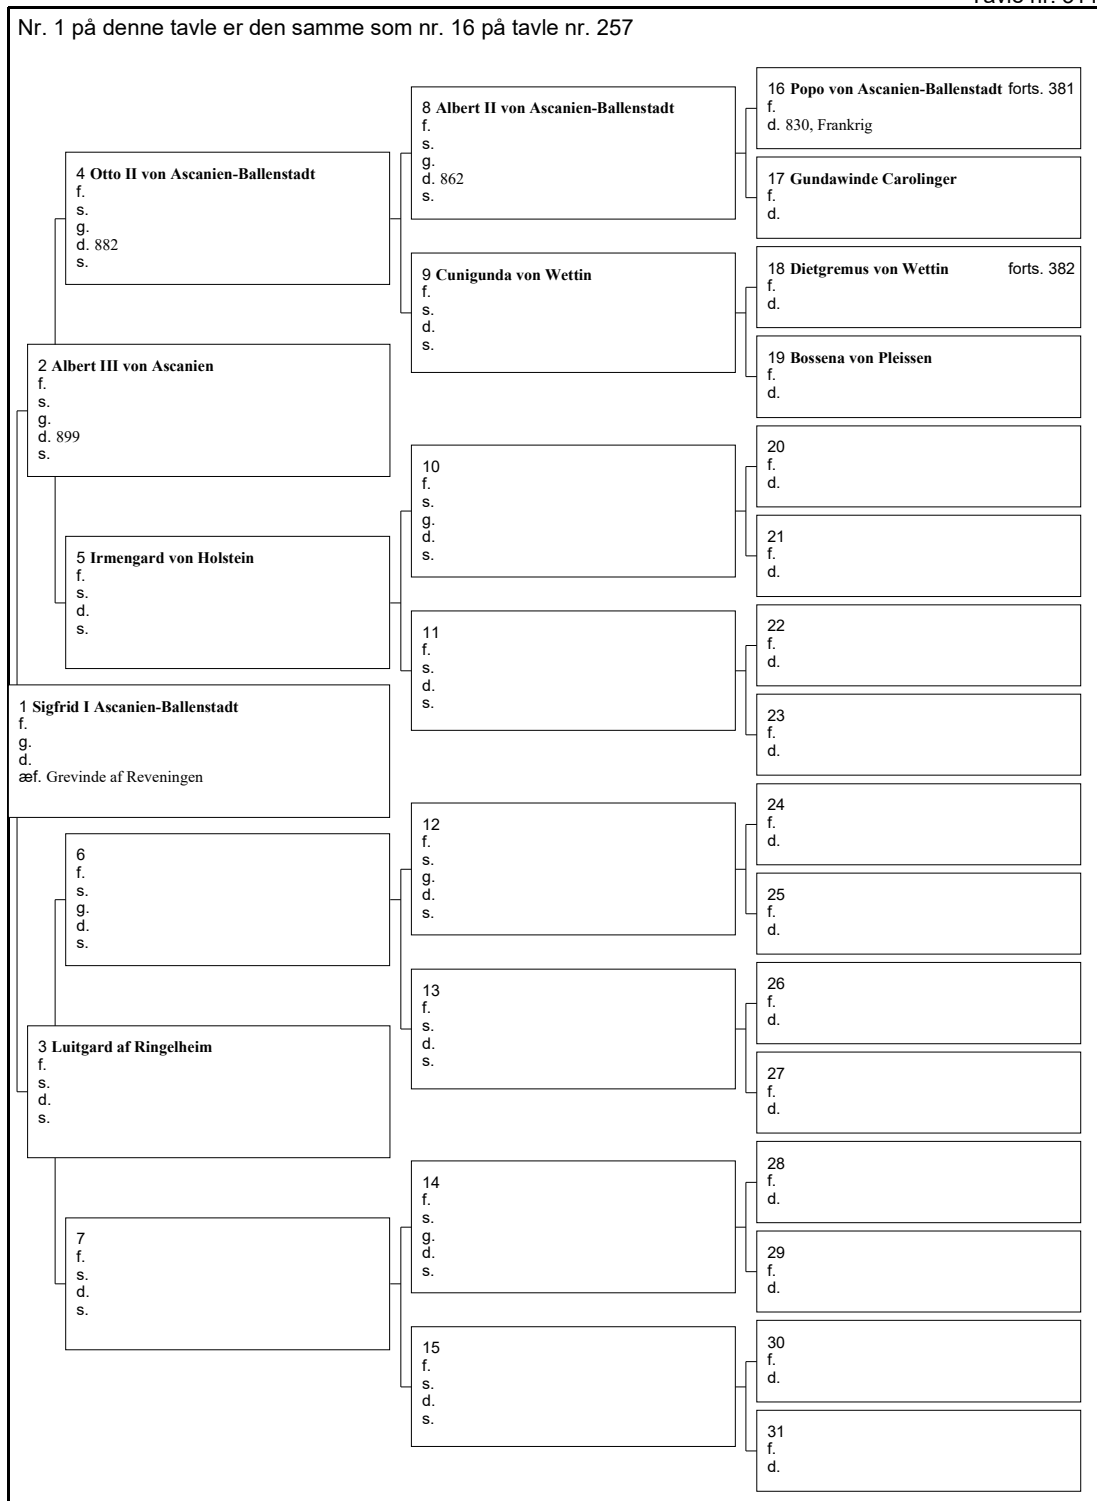 Nr. 1 på denne tavle er den samme som nr. 16 på tavle nr. 257
16 Popo von Ascanien-Ballenstadt forts. 381
f.
d. 830, Frankrig
8 Albert II von Ascanien-Ballenstadt
f.
s.
g.
d. 862
s.
17 Gundawinde Carolinger
f.
d.
4 Otto II von Ascanien-Ballenstadt
f.
s.
g.
d. 882
s.
18 Dietgremus von Wettin forts. 382
f.
d.
9 Cunigunda von Wettin
f.
s.
d.
s.
19 Bossena von Pleissen
f.
d.
2 Albert III von Ascanien
f.
s.
g.
d. 899
s.
20
f.
d.
10
f.
s.
g.
d.
s.
21
f.
d.
5 Irmengard von Holstein
f.
s.
d.
s.
22
f.
d.
11
f.
s.
d.
s.
23
f.
d.
1 Sigfrid I Ascanien-Ballenstadt
f.
g.
d.
æf. Grevinde af Reveningen
24
f.
d.
12
f.
s.
g.
d.
s.
25
f.
d.
6
f.
s.
g.
d.
s.
26
f.
d.
13
f.
s.
d.
s.
27
f.
d.
3 Luitgard af Ringelheim
f.
s.
d.
s.
28
f.
d.
14
f.
s.
g.
d.
s.
29
f.
d.
7
f.
s.
d.
s.
30
f.
d.
15
f.
s.
d.
s.
31
f.
d.